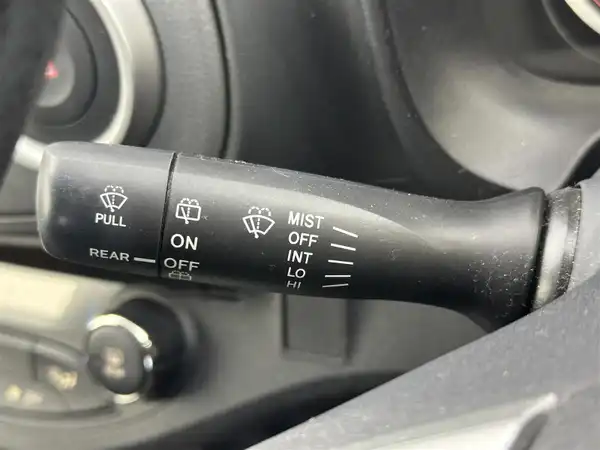 PULL
REAR
ON
OFF
MIST
OFF
INT
LO
HI